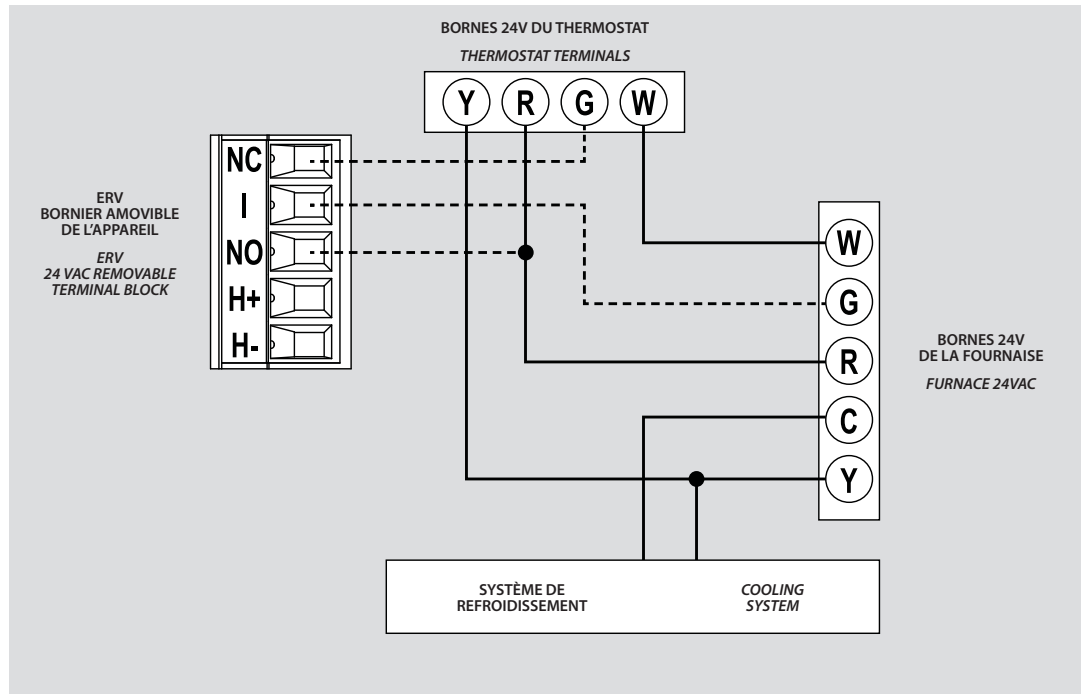 BORNES 24V DU THERMOSTAT
THERMOSTAT TERMINALS
Y R G W
NC
I
NO
H+
H-
ERV
BORNIER AMOVIBLE
DE L'APPAREIL
ERV
24 VAC REMOVABLE
TERMINAL BLOCK
W
G
R
C
Y
BORNES 24V
DE LA FOURNAISE
FURNACE 24VAC
SYSTÈME DE
REFROIDISSEMENT
COOLING
SYSTEM